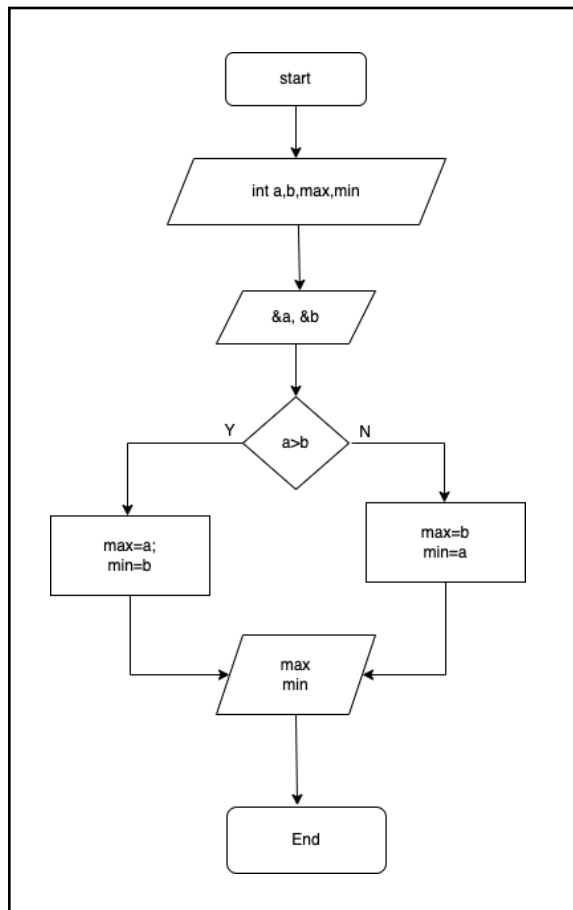 start
int a,b,max,min
&a, &b
a>b
Y
N
max=a;
min=b
max=b
min=a
max
min
End